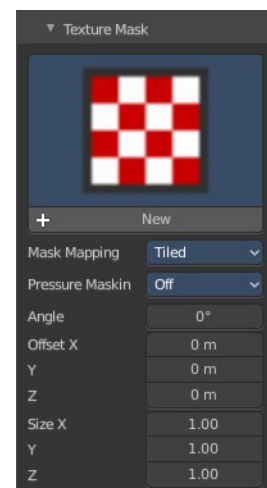 Texture Mask
New
Mask Mapping Tiled
Pressure Maskin Off
Angle 0°
Offset X 0 m
Y 0 m
Z 0 m
Size X 1.00
Y 1.00
Z 1.00